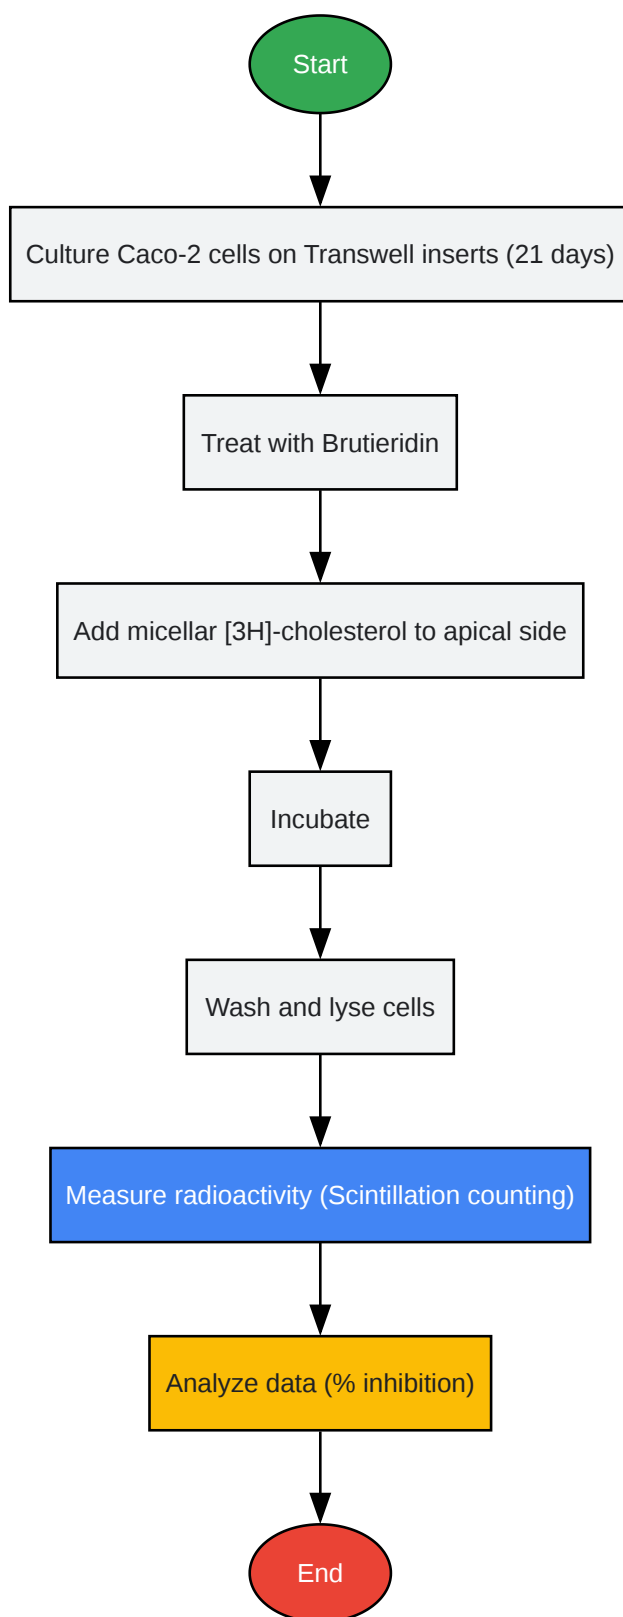 Start
Culture Caco-2 cells on Transwell inserts (21 days)
Treat with Brutieridin
Add micellar [3H]-cholesterol to apical side
Incubate
Wash and lyse cells
Measure radioactivity (Scintillation counting)
Analyze data (% inhibition)
End